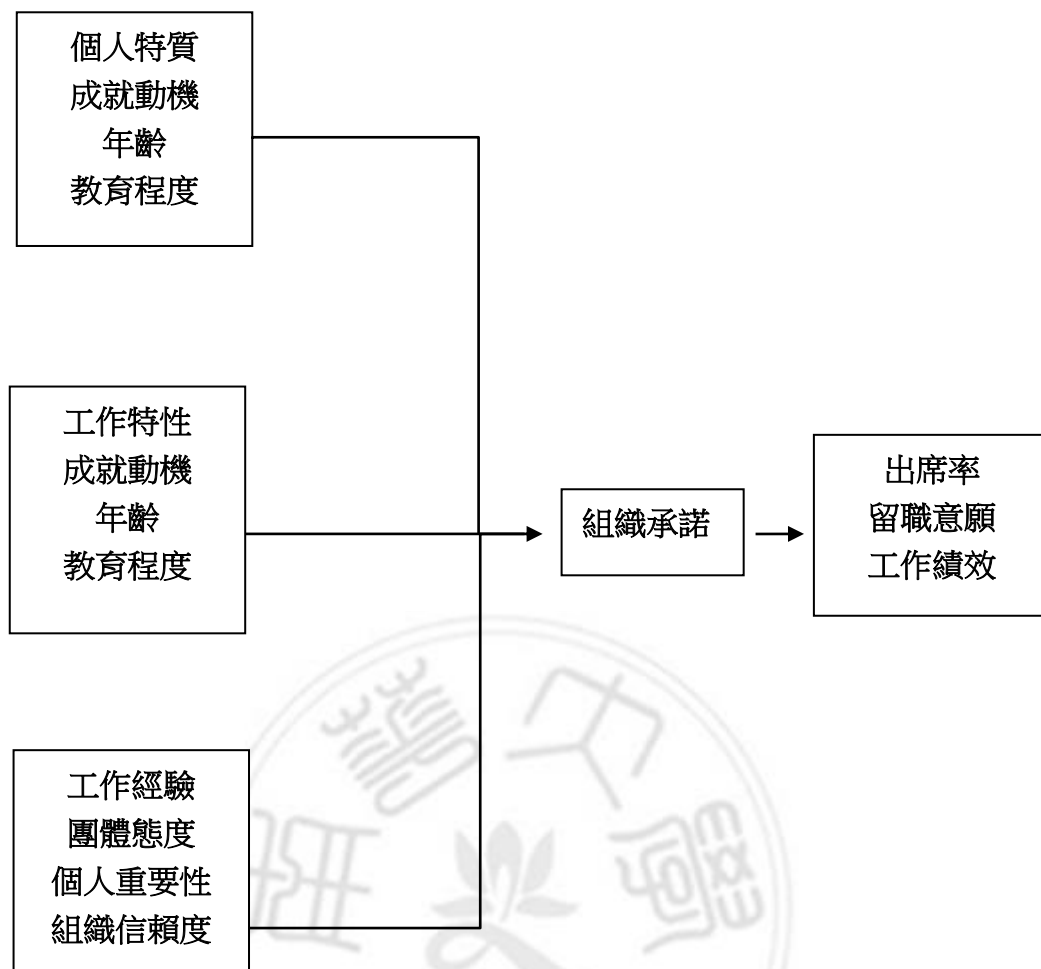 個人特質
成就動機
年齡
教育程度
工作特性
成就動機
年齡
教育程度
組織承諾
出席率
留職意願
工作績效
工作經驗
團體態度
個人重要性
組織信賴度